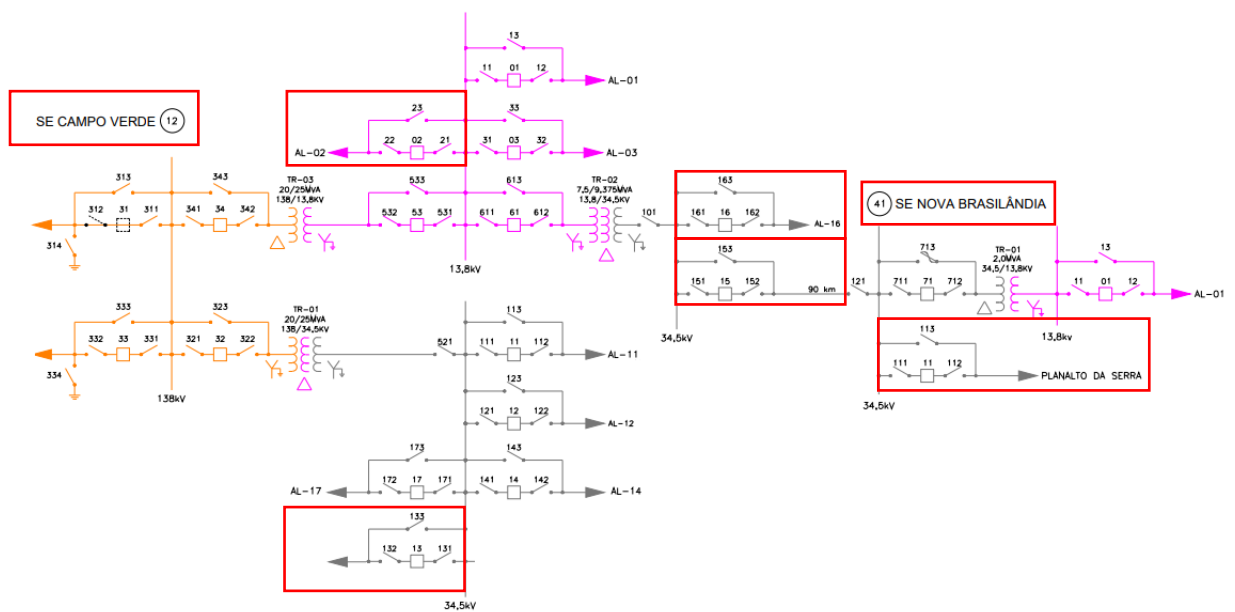 13
11 01 12
AL-01
SE CAMPO VERDE 12
23
33
AL-02
22 02 21
31 03 32
AL-03
313
343
TR-03
20/25MVA
138/13,8KV
533
613
TR-02
7,5/9,375MVA
13,8/34,5KV
163
41 SE NOVA BRASILÂNDIA
312 31 311
341 34 342
532 53 531
611 61 612
101
161 16 162
AL-16
314
13,8kV
153
151 15 152
90 km
121
713
711 71 712
TR-01
2,0MVA
34,5/13,8KV
13
11 01 12
AL-01
333
323
TR-01
20/25MVA
138/34,5KV
113
34,5kV
113
13,8kV
332 33 331
321 32 322
521
111 11 112
AL-11
111 11 112
PLANALTO DA SERRA
334
138kV
34,5kV
123
121 12 122
AL-12
173
143
AL-17
172 17 171
141 14 142
AL-14
133
132 13 131
34,5kV